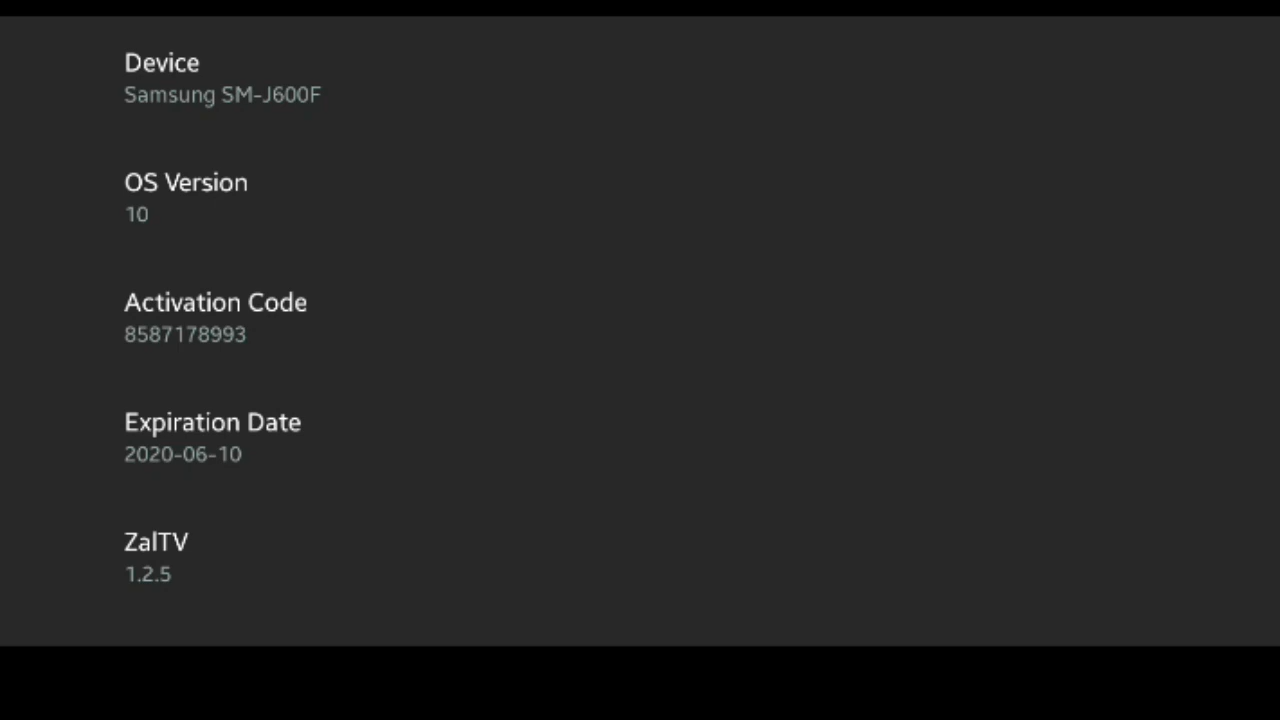 Device
Samsung SM-J600F
OS Version
10
Activation Code
8587178993
Expiration Date
2020-06-10
ZalTV
1.2.5